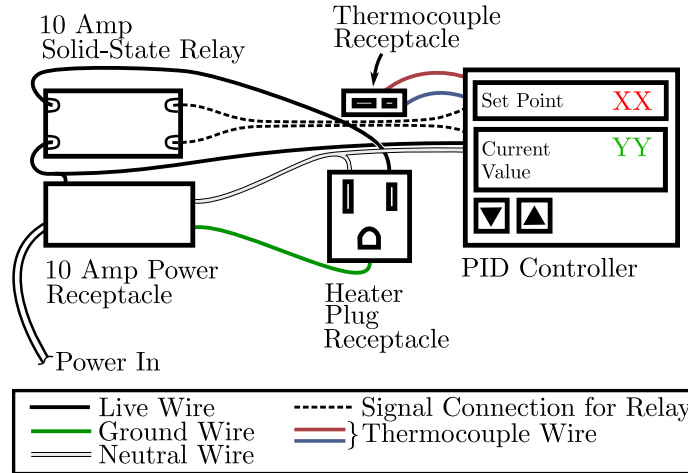 10 Amp
Solid-State Relay
Thermocouple
Receptacle
Set Point XX
Current YY
Value
10 Amp Power
Receptacle
Heater
Plug
Receptacle
PID Controller
Power In
Live Wire
Ground Wire
Neutral Wire
Signal Connection for Relay
Thermocouple Wire